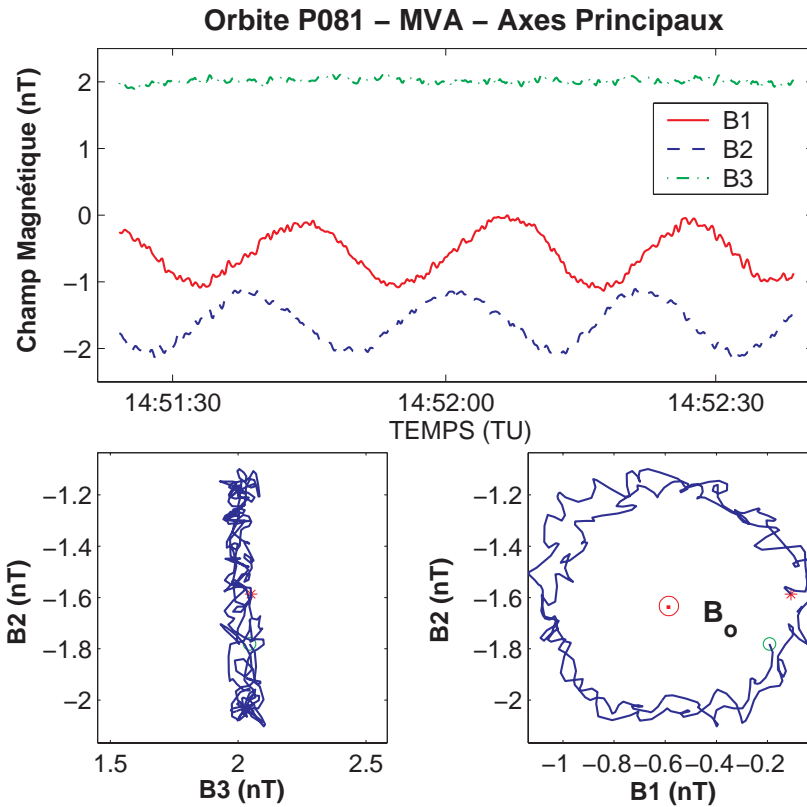 Orbite P081 – MVA – Axes Principaux
Champ Magnétique (nT)
2
1
0
−1
−2
B1
B2
B3
14:51:30 14:52:00 14:52:30
TEMPS (TU)
B2 (nT)
−1.2
−1.4
−1.6
−1.8
−2
1.5 2 2.5
B3 (nT)
B2 (nT)
−1.2
−1.4
−1.6
−1.8
−2
Bo
−1 −0.8 −0.6 −0.4 −0.2
B1 (nT)